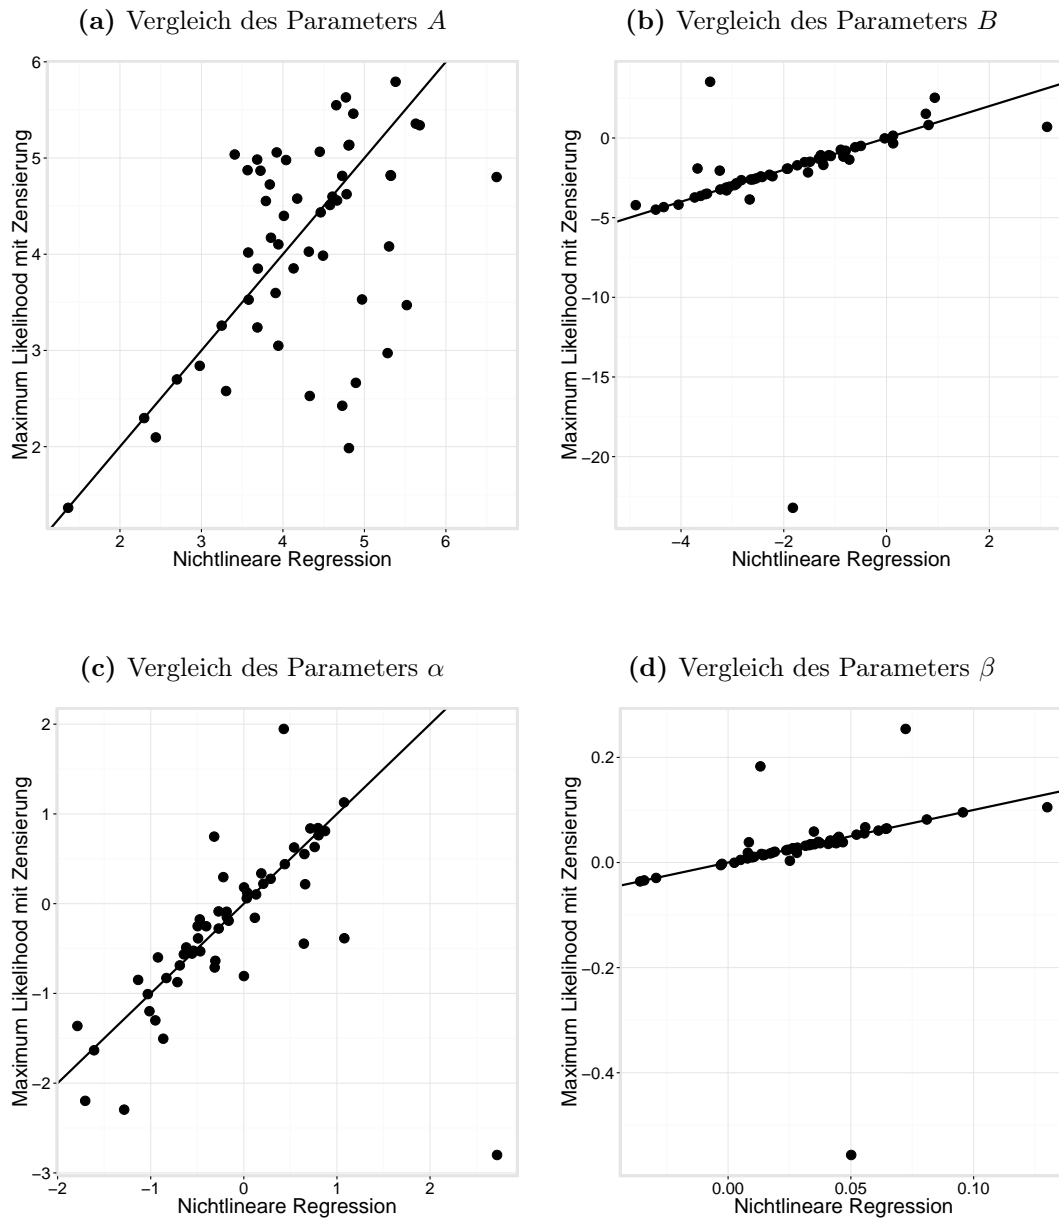 (a) Vergleich des Parameters A
(b) Vergleich des Parameters B
6
5
4
3
2
2 3 4 5 6
Maximum Likelihood mit Zensierung
Nichtlineare Regression
0
−5
−10
−15
−20
−4 −2 0 2
Maximum Likelihood mit Zensierung
Nichtlineare Regression
(c) Vergleich des Parameters α
(d) Vergleich des Parameters β
2
1
0
−1
−2
−3
−2 −1 0 1 2
Maximum Likelihood mit Zensierung
Nichtlineare Regression
0.2
0.0
−0.2
−0.4
0.00 0.05 0.10
Maximum Likelihood mit Zensierung
Nichtlineare Regression